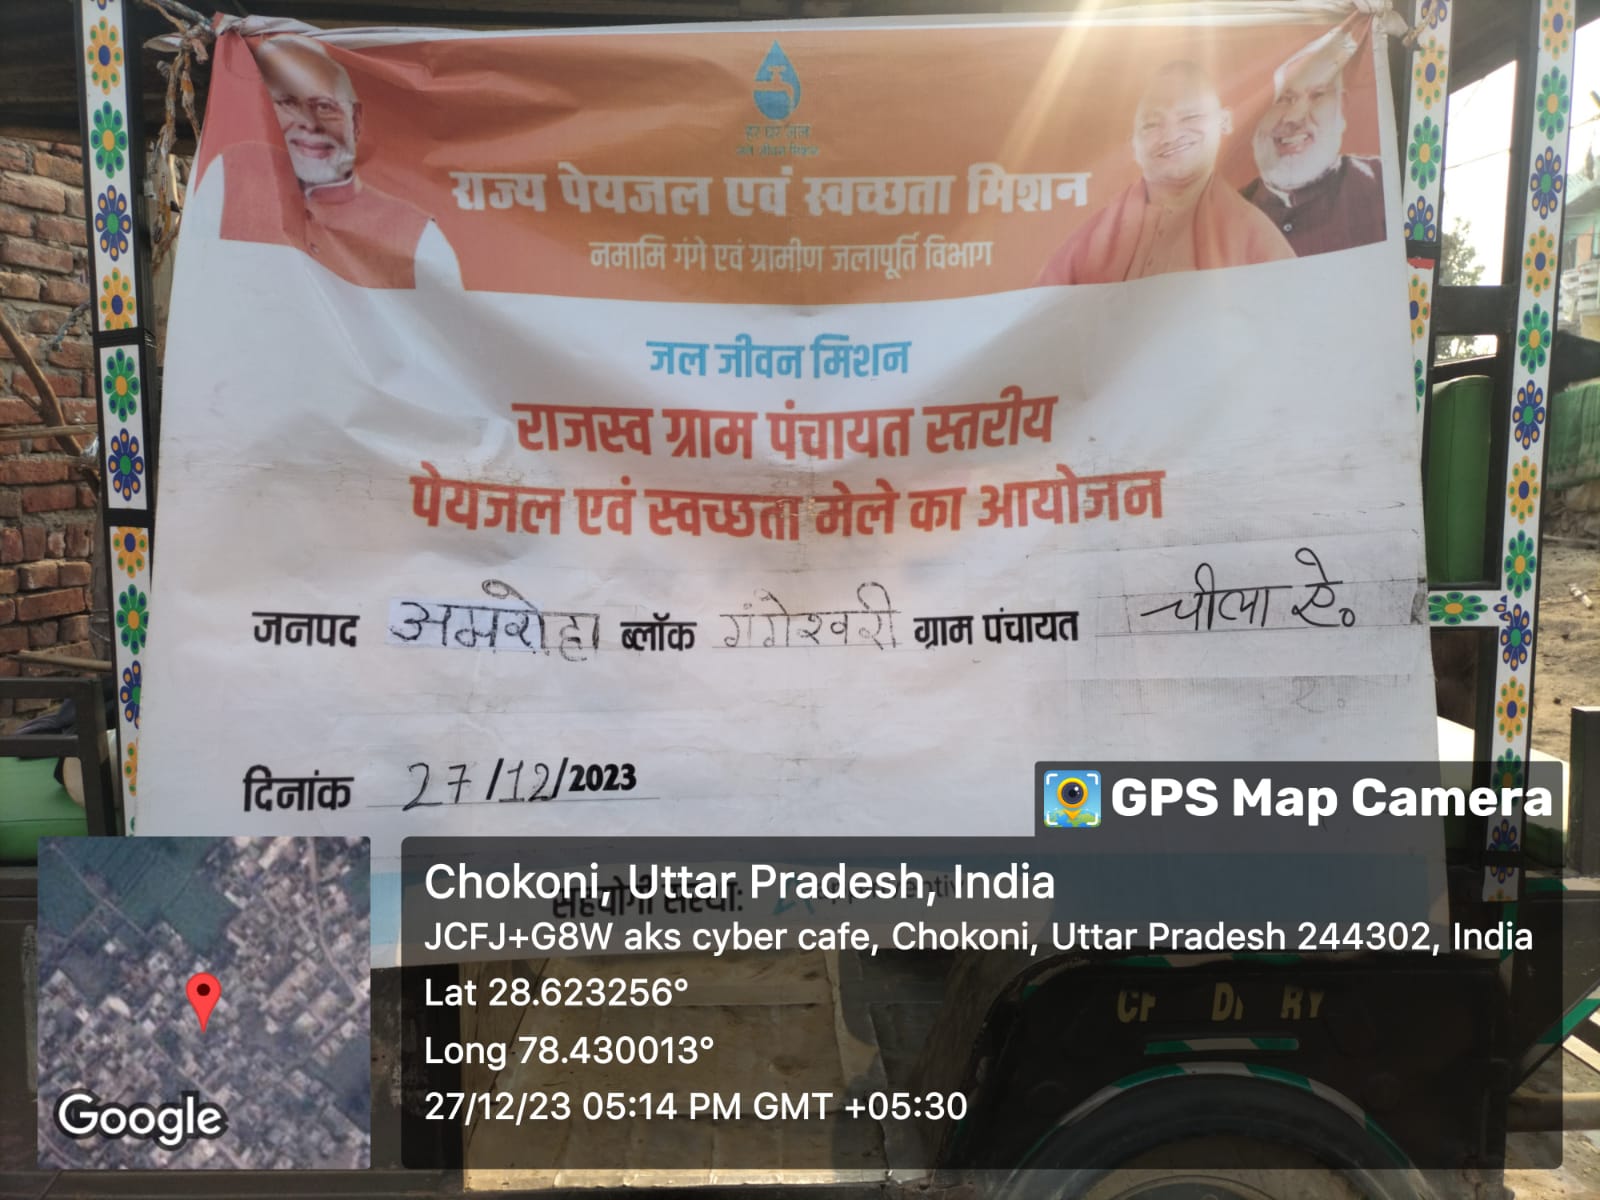 हर घर जल
जल जीवन मिशन
राज्य पेयजल एवं स्वच्छता मिशन
नमामि गंगे एवं ग्रामीण जलापूर्ति विभाग
जल जीवन मिशन
राजस्व ग्राम पंचायत स्तरीय
पेयजल एवं स्वच्छता मेले का आयोजन
जनपद अमरोहा ब्लॉक गंगेश्वरी ग्राम पंचायत चीला ऐ०
दिनांक 27/12/2023
GPS Map Camera
सहयोगी संस्था:
Chokoni, Uttar Pradesh, India
JCFJ+G8W aks cyber cafe, Chokoni, Uttar Pradesh 244302, India
Lat 28.623256°
Long 78.430013°
27/12/23 05:14 PM GMT +05:30
Google